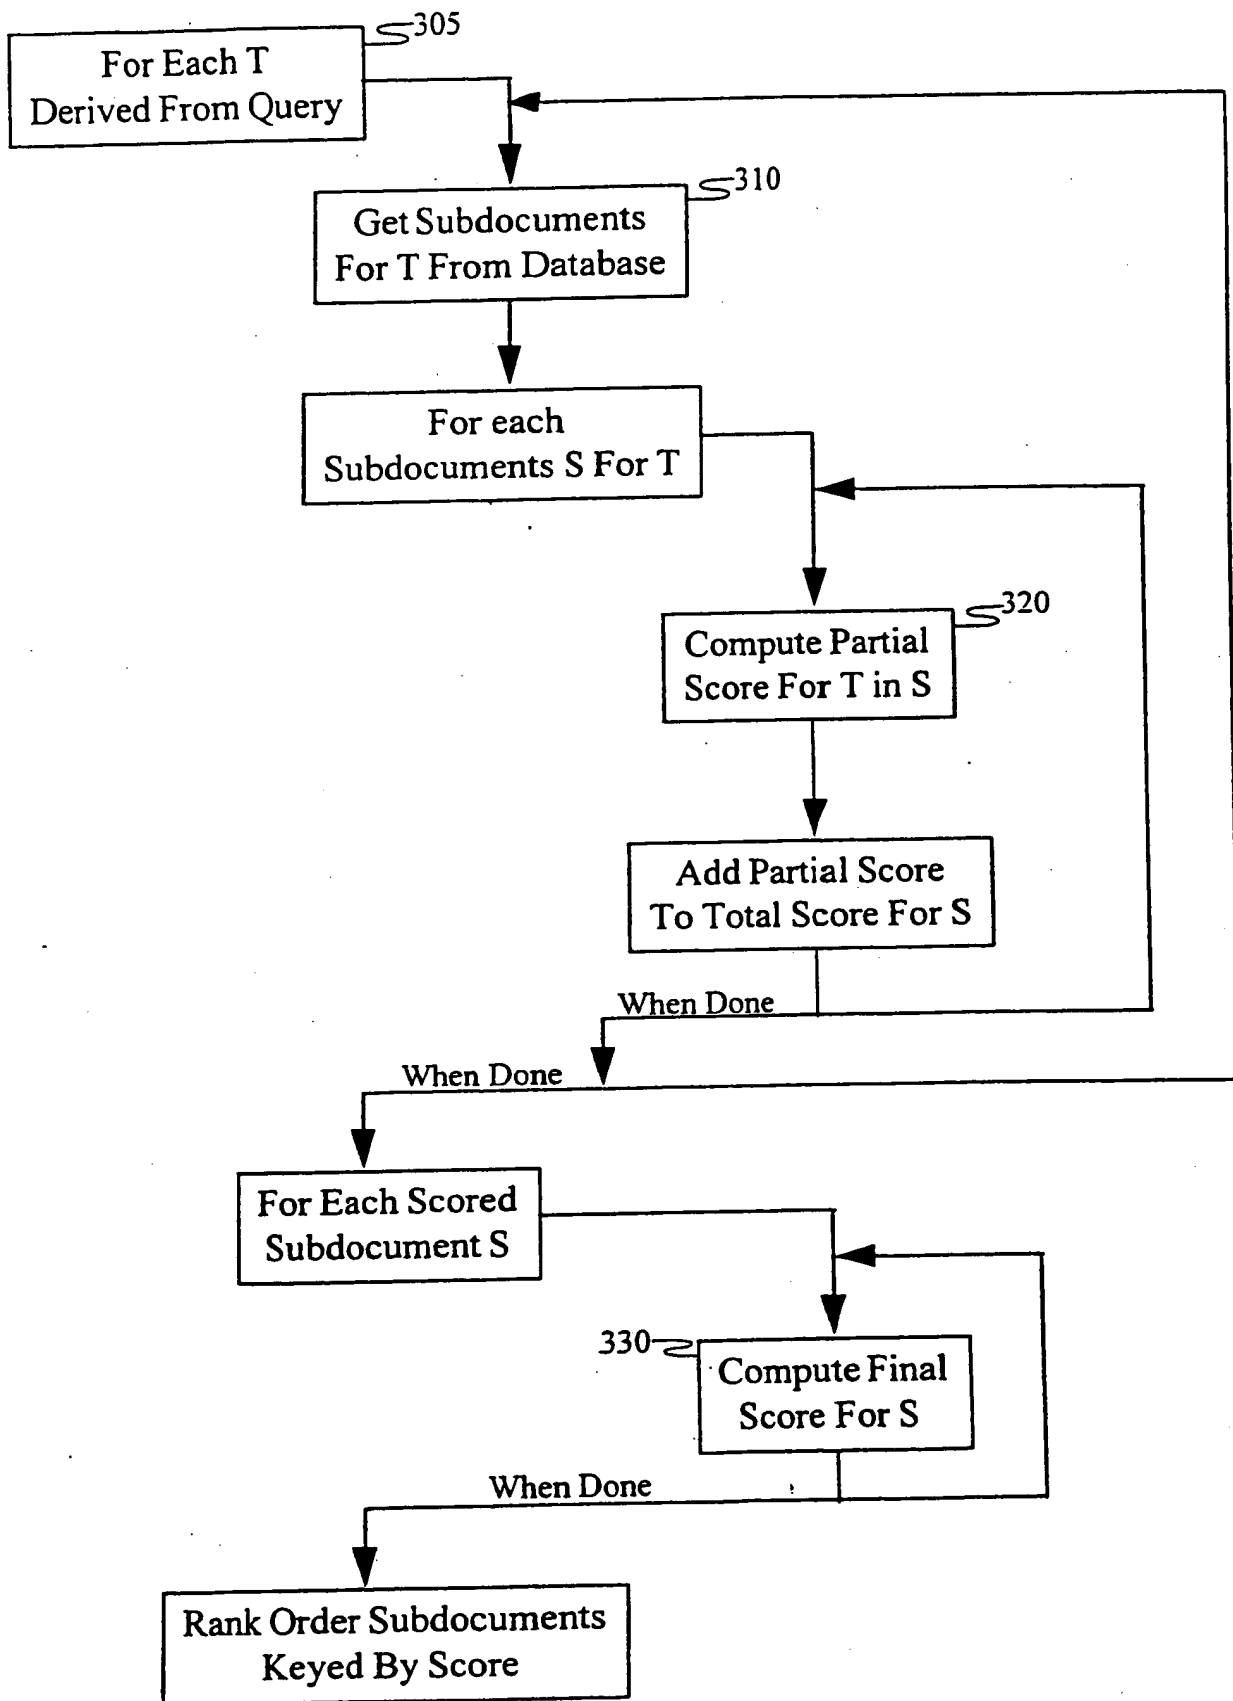 305
For Each T
Derived From Query
310
Get Subdocuments
For T From Database
For each
Subdocuments S For T
320
Compute Partial
Score For T in S
Add Partial Score
To Total Score For S
When Done
When Done
For Each Scored
Subdocument S
330
Compute Final
Score For S
When Done
Rank Order Subdocuments
Keyed By Score